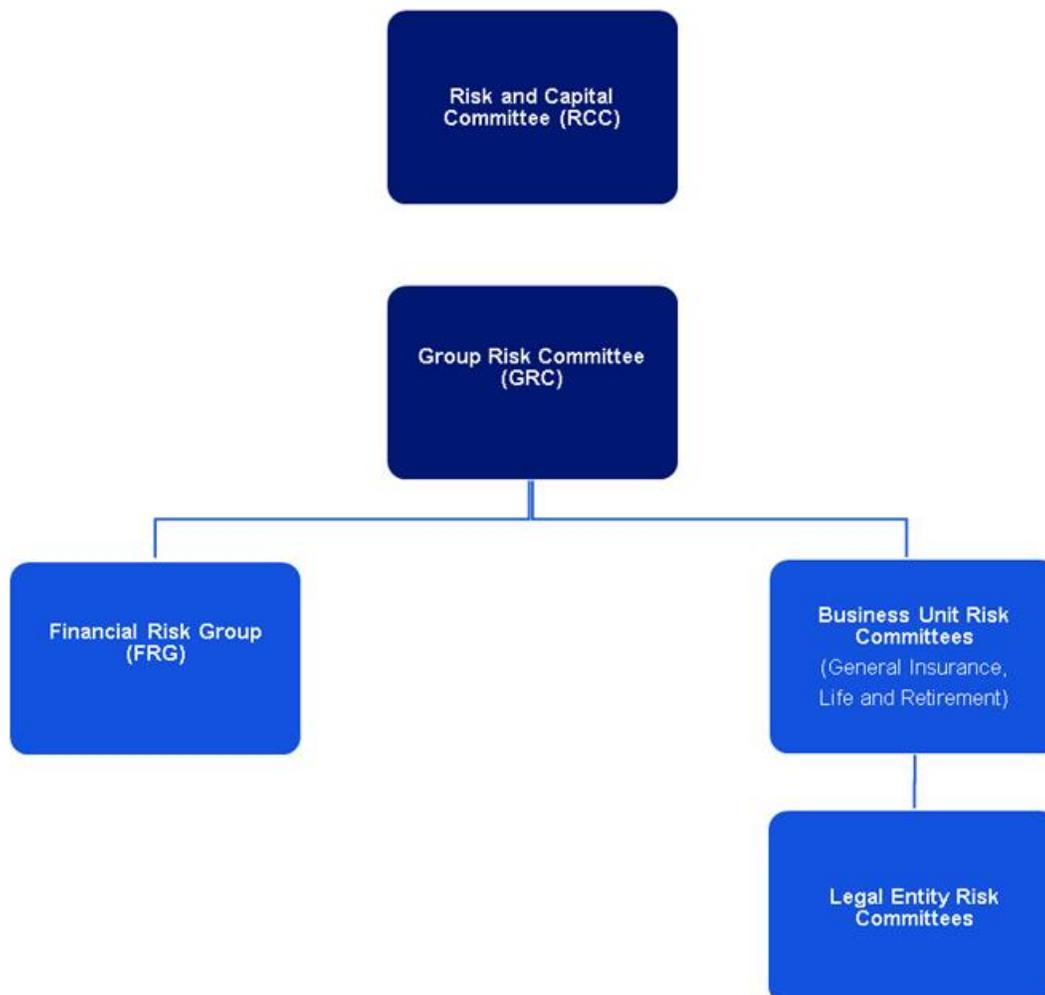 Risk and Capital
Committee (RCC)
Group Risk Committee
(GRC)
Financial Risk Group
(FRG)
Business Unit Risk
Committees
(General Insurance,
Life and Retirement)
Legal Entity Risk
Committees